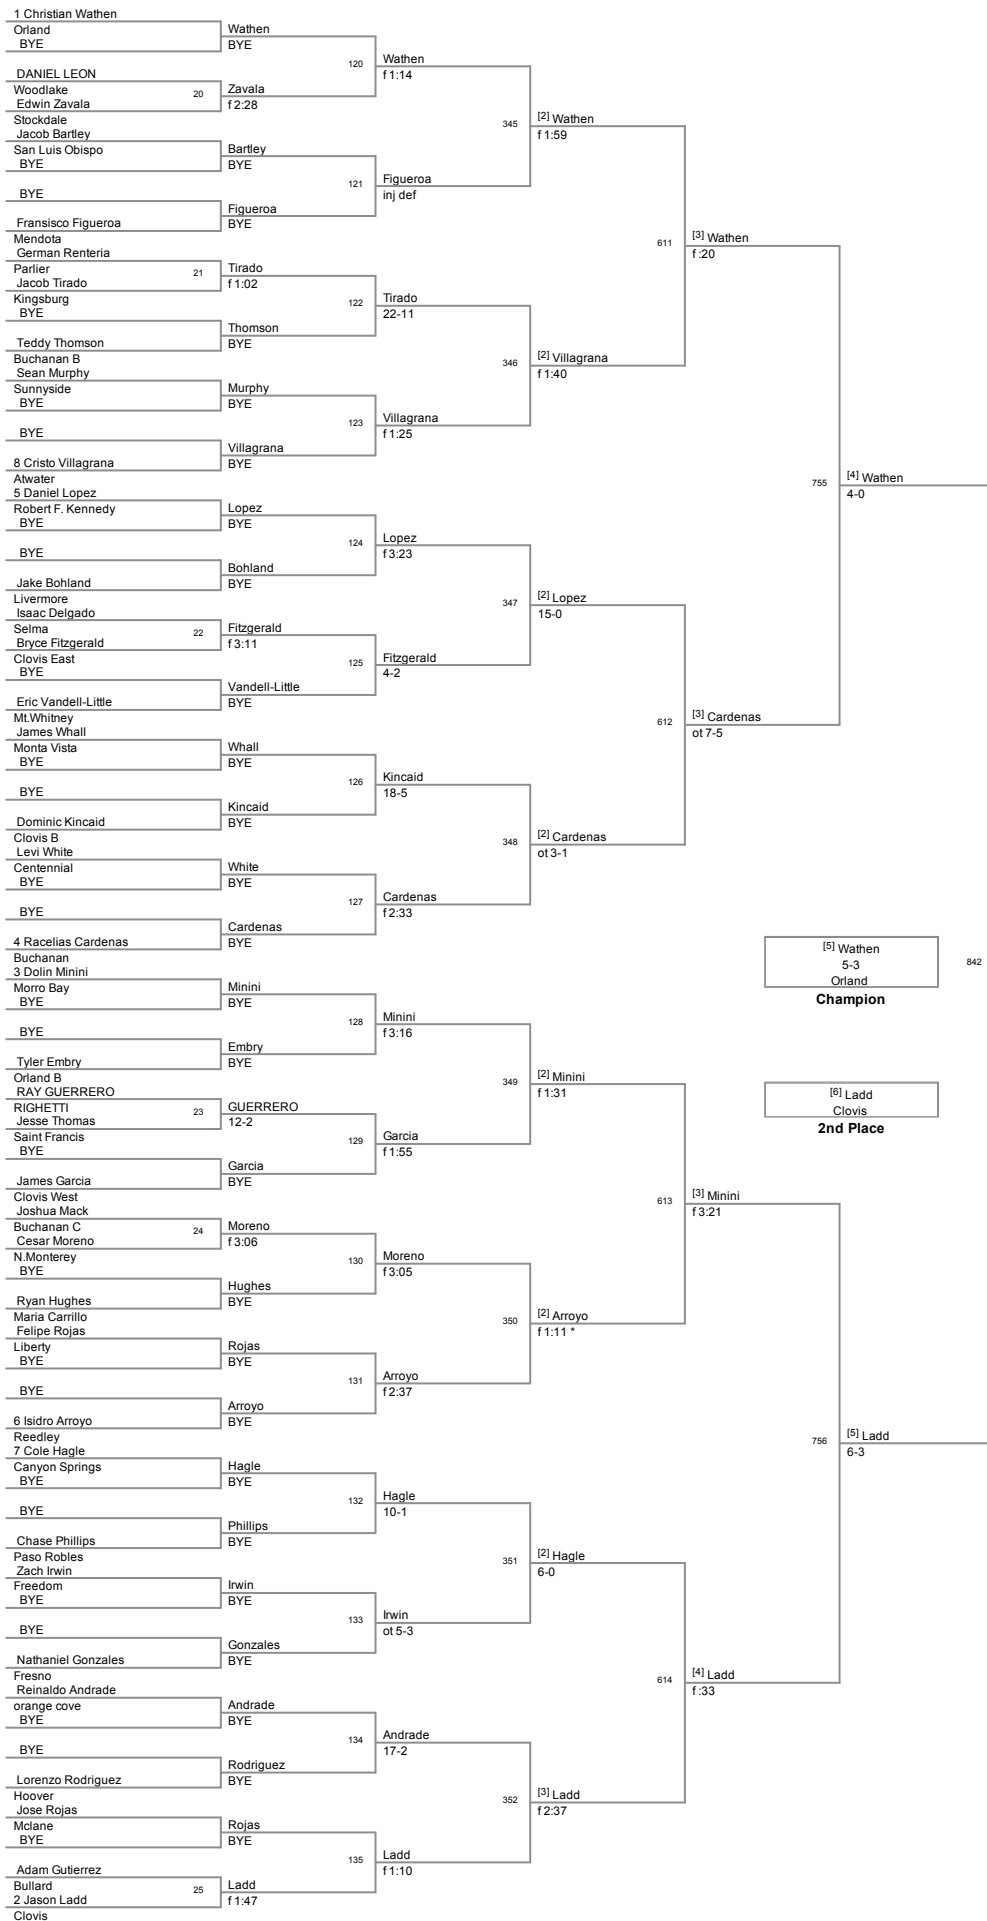 1 Christian Wathen
Orland
BYE
DANIEL LEON
Woodlake
Edwin Zavala
Stockdale
Jacob Bartley
San Luis Obispo
BYE
BYE
Fransisco Figueroa
Mendota
German Renteria
Parlier
Jacob Tirado
Kingsburg
BYE
Teddy Thomson
Buchanan B
Sean Murphy
Sunnyside
BYE
BYE
8 Cristo Villagrana
Atwater
5 Daniel Lopez
Robert F. Kennedy
BYE
BYE
Jake Bohland
Livermore
Isaac Delgado
Selma
Bryce Fitzgerald
Clovis East
BYE
Eric Vandell-Little
Mt.Whitney
James Whall
Monta Vista
BYE
BYE
Dominic Kincaid
Clovis B
Levi White
Centennial
BYE
BYE
4 Racelias Cardenas
Buchanan
3 Dolin Minini
Morro Bay
BYE
BYE
Tyler Embry
Orland B
RAY GUERRERO
RIGHETTI
Jesse Thomas
Saint Francis
BYE
James Garcia
Clovis West
Joshua Mack
Buchanan C
Cesar Moreno
N.Monterey
BYE
Ryan Hughes
Maria Carrillo
Felipe Rojas
Liberty
BYE
BYE
6 Isidro Arroyo
Reedley
7 Cole Hagle
Canyon Springs
BYE
BYE
Chase Phillips
Paso Robles
Zach Irwin
Freedom
BYE
BYE
Nathaniel Gonzales
Fresno
Reinaldo Andrade
orange cove
BYE
BYE
Lorenzo Rodriguez
Hoover
Jose Rojas
Mclane
BYE
Adam Gutierrez
Bullard
2 Jason Ladd
Clovis
Wathen
BYE
20
Zavala
f 2:28
Bartley
BYE
Figueroa
BYE
21
Tirado
f 1:02
Thomson
BYE
Murphy
BYE
Villagrana
BYE
Lopez
BYE
Bohland
BYE
22
Fitzgerald
f 3:11
Vandell-Little
BYE
Whall
BYE
Kincaid
BYE
White
BYE
Cardenas
BYE
Minini
BYE
Embry
BYE
23
GUERRERO
12-2
Garcia
BYE
24
Moreno
f 3:06
Hughes
BYE
Rojas
BYE
Arroyo
BYE
Hagle
BYE
Phillips
BYE
Irwin
BYE
Gonzales
BYE
Andrade
BYE
Rodriguez
BYE
Rojas
BYE
25
Ladd
f 1:47
120
Wathen
f 1:14
121
Figueroa
inj def
122
Tirado
22-11
123
Villagrana
f 1:25
124
Lopez
f 3:23
125
Fitzgerald
4-2
126
Kincaid
18-5
127
Cardenas
f 2:33
128
Minini
f 3:16
129
Garcia
f 1:55
130
Moreno
f 3:05
131
Arroyo
f 2:37
132
Hagle
10-1
133
Irwin
ot 5-3
134
Andrade
17-2
135
Ladd
f 1:10
345
[2] Wathen
f 1:59
346
[2] Villagrana
f 1:40
347
[2] Lopez
15-0
348
[2] Cardenas
ot 3-1
349
[2] Minini
f 1:31
350
[2] Arroyo
f 1:11 *
351
[2] Hagle
6-0
352
[3] Ladd
f 2:37
611
[3] Wathen
f :20
612
[3] Cardenas
ot 7-5
613
[3] Minini
f 3:21
614
[4] Ladd
f :33
755
[4] Wathen
4-0
756
[5] Ladd
6-3
[5] Wathen
5-3
Orland
842
Champion
[6] Ladd
Clovis
2nd Place